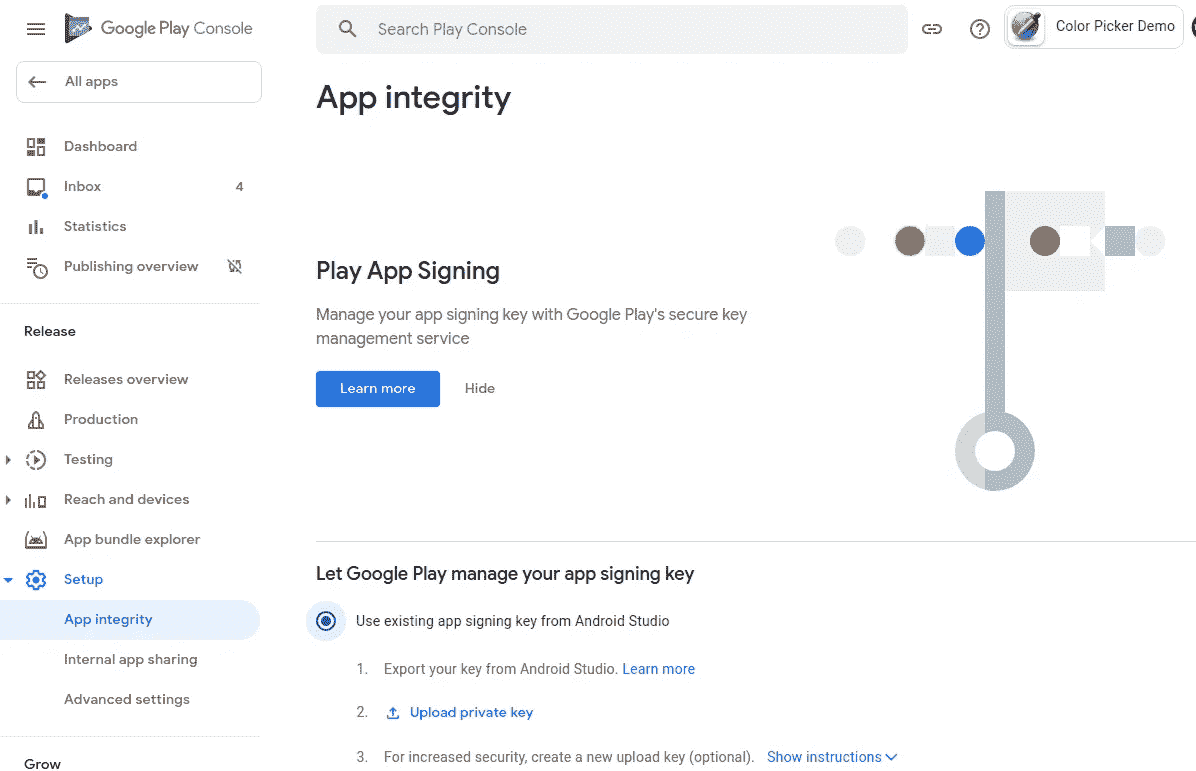 Google Play Console
Search Play Console
Color Picker Demo
All apps
App integrity
Dashboard
Inbox 4
Statistics
Publishing overview
Release
Releases overview
Production
Testing
Reach and devices
App bundle explorer
Setup
App integrity
Internal app sharing
Advanced settings
Grow
Play App Signing
Manage your app signing key with Google Play's secure key
management service
Learn more Hide
Let Google Play manage your app signing key
Use existing app signing key from Android Studio
1. Export your key from Android Studio. Learn more
2. Upload private key
3. For increased security, create a new upload key (optional). Show instructions